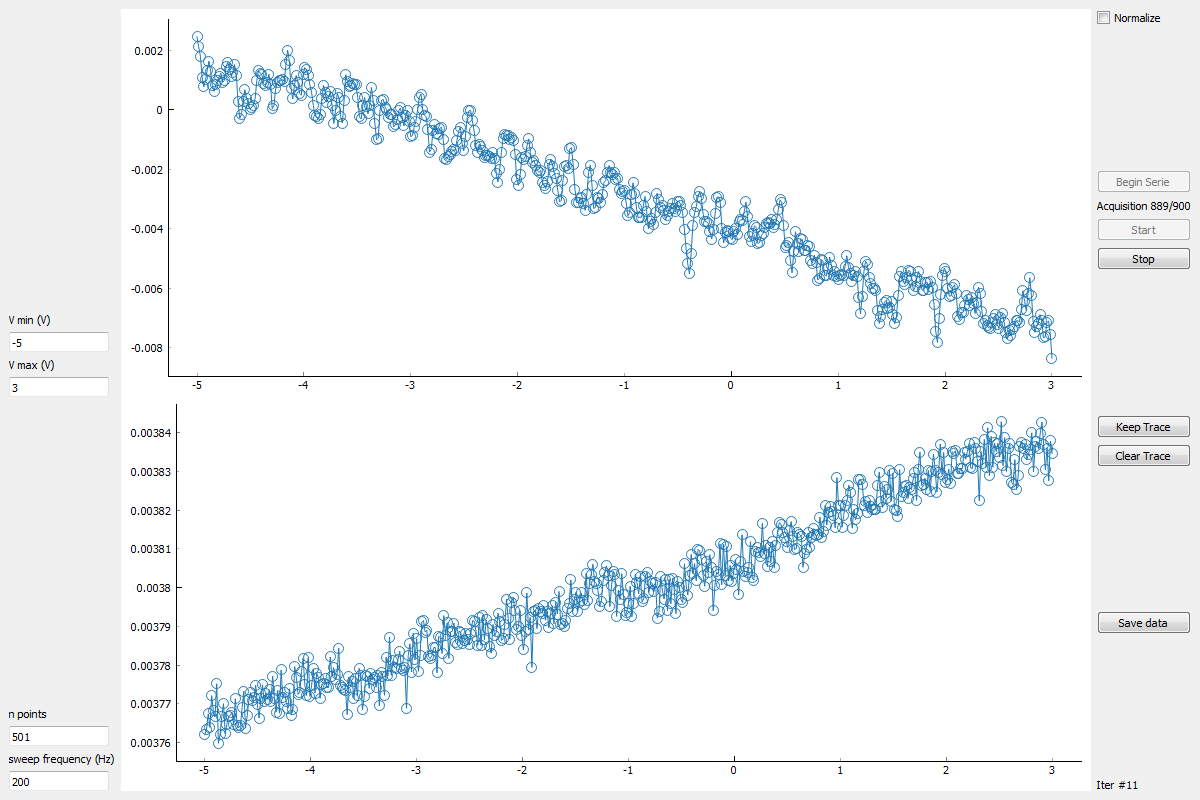 Normalize
0.002
0
-0.002
-0.004
-0.006
-0.008
-5 -4 -3 -2 -1 0 1 2 3
Begin Serie
Acquisition 889/900
Start
Stop
V min (V)
-5
V max (V)
3
0.00384
0.00383
0.00382
0.00381
0.0038
0.00379
0.00378
0.00377
0.00376
-5 -4 -3 -2 -1 0 1 2 3
Keep Trace
Clear Trace
Save data
n points
501
sweep frequency (Hz)
200
Iter #11